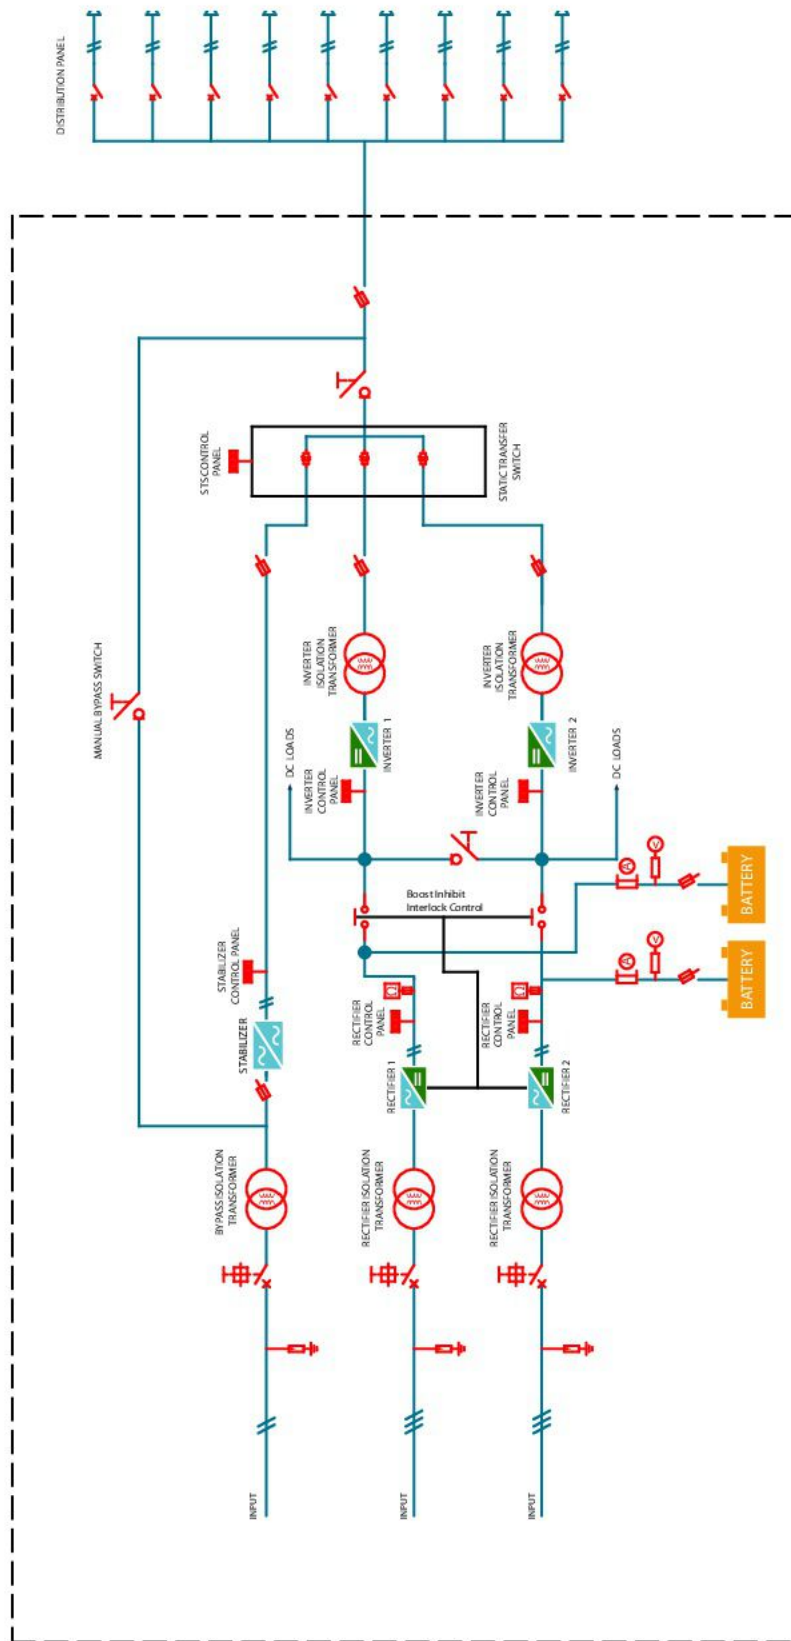 DISTRIBUTION PANEL
STS CONTROL
PANEL
STATIC TRANSFER
SWITCH
MANUAL BYPASS SWITCH
INVERTER
ISOLATION
TRANSFORMER
INVERTER
ISOLATION
TRANSFORMER
DC LOADS
INVERTER 1
INVERTER
CONTROL
PANEL
INVERTER 2
INVERTER
CONTROL
PANEL
DC LOADS
Boost Inhibit
Interlock Control
A
V
BATTERY
A
V
BATTERY
STABILIZER
CONTROL PANEL
STABILIZER
RECTIFIER
CONTROL
PANEL
RECTIFIER 1
RECTIFIER
CONTROL
PANEL
RECTIFIER 2
BYPASS ISOLATION
TRANSFORMER
RECTIFIER ISOLATION
TRANSFORMER
RECTIFIER ISOLATION
TRANSFORMER
INPUT
INPUT
INPUT